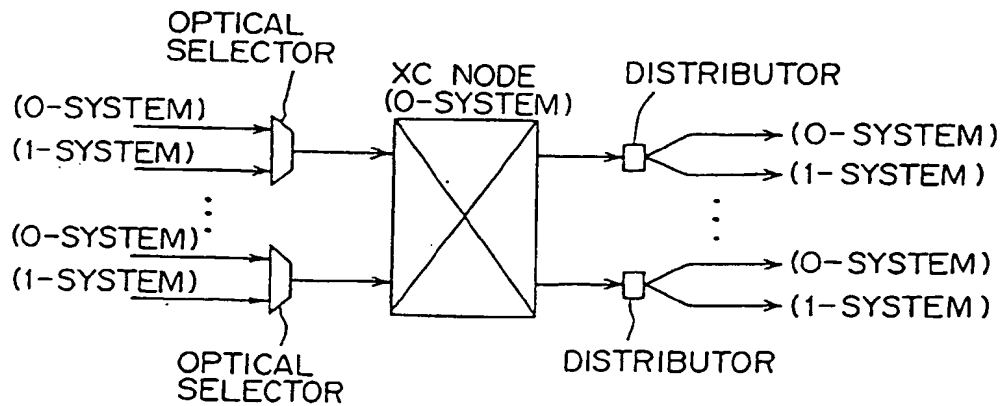 OPTICAL
SELECTOR
XC NODE
(0-SYSTEM)
DISTRIBUTOR
(0-SYSTEM)
(1-SYSTEM)
(0-SYSTEM)
(1-SYSTEM)
(0-SYSTEM)
(1-SYSTEM)
(0-SYSTEM)
(1-SYSTEM)
OPTICAL
SELECTOR
DISTRIBUTOR